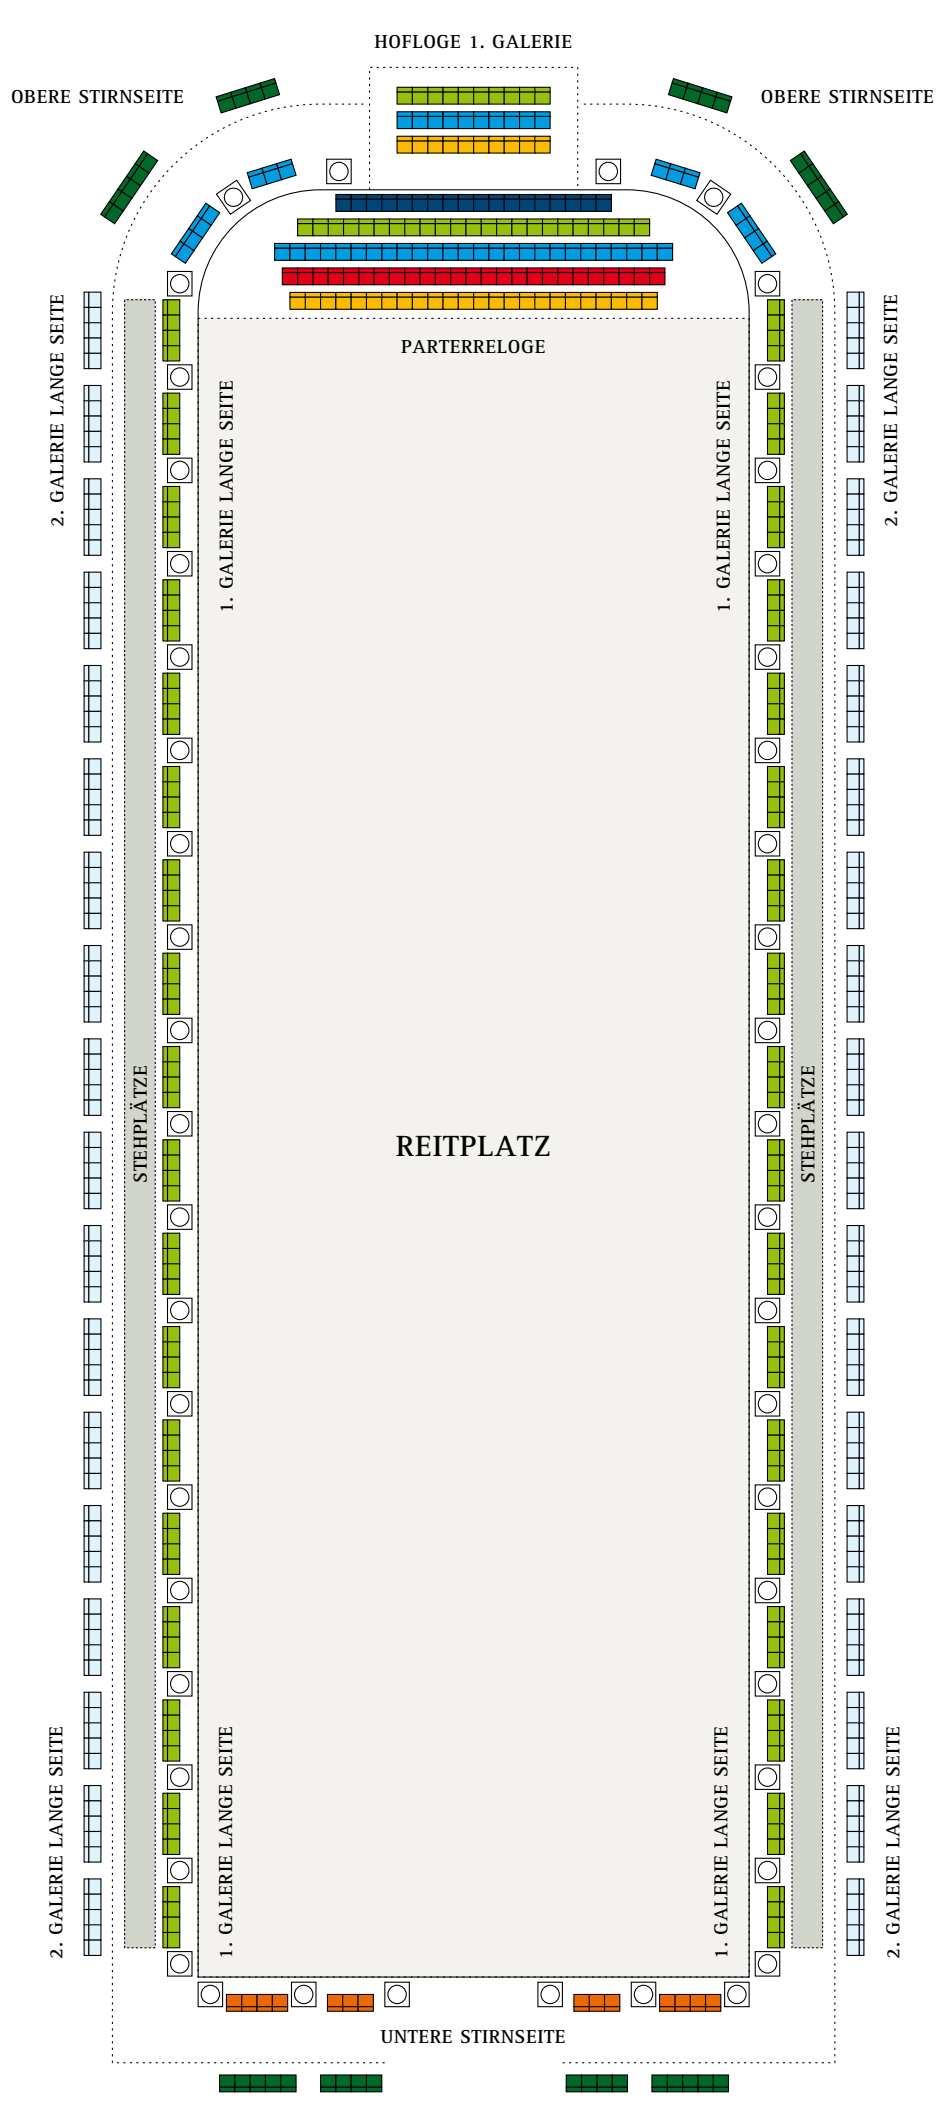 HOFLOGE 1. GALERIE
OBERE STIRNSEITE
OBERE STIRNSEITE
PARTERRELOGE
2. GALERIE LANGE SEITE
1. GALERIE LANGE SEITE
1. GALERIE LANGE SEITE
2. GALERIE LANGE SEITE
STEHPLÄTZE
REITPLATZ
STEHPLÄTZE
2. GALERIE LANGE SEITE
1. GALERIE LANGE SEITE
1. GALERIE LANGE SEITE
2. GALERIE LANGE SEITE
UNTERE STIRNSEITE